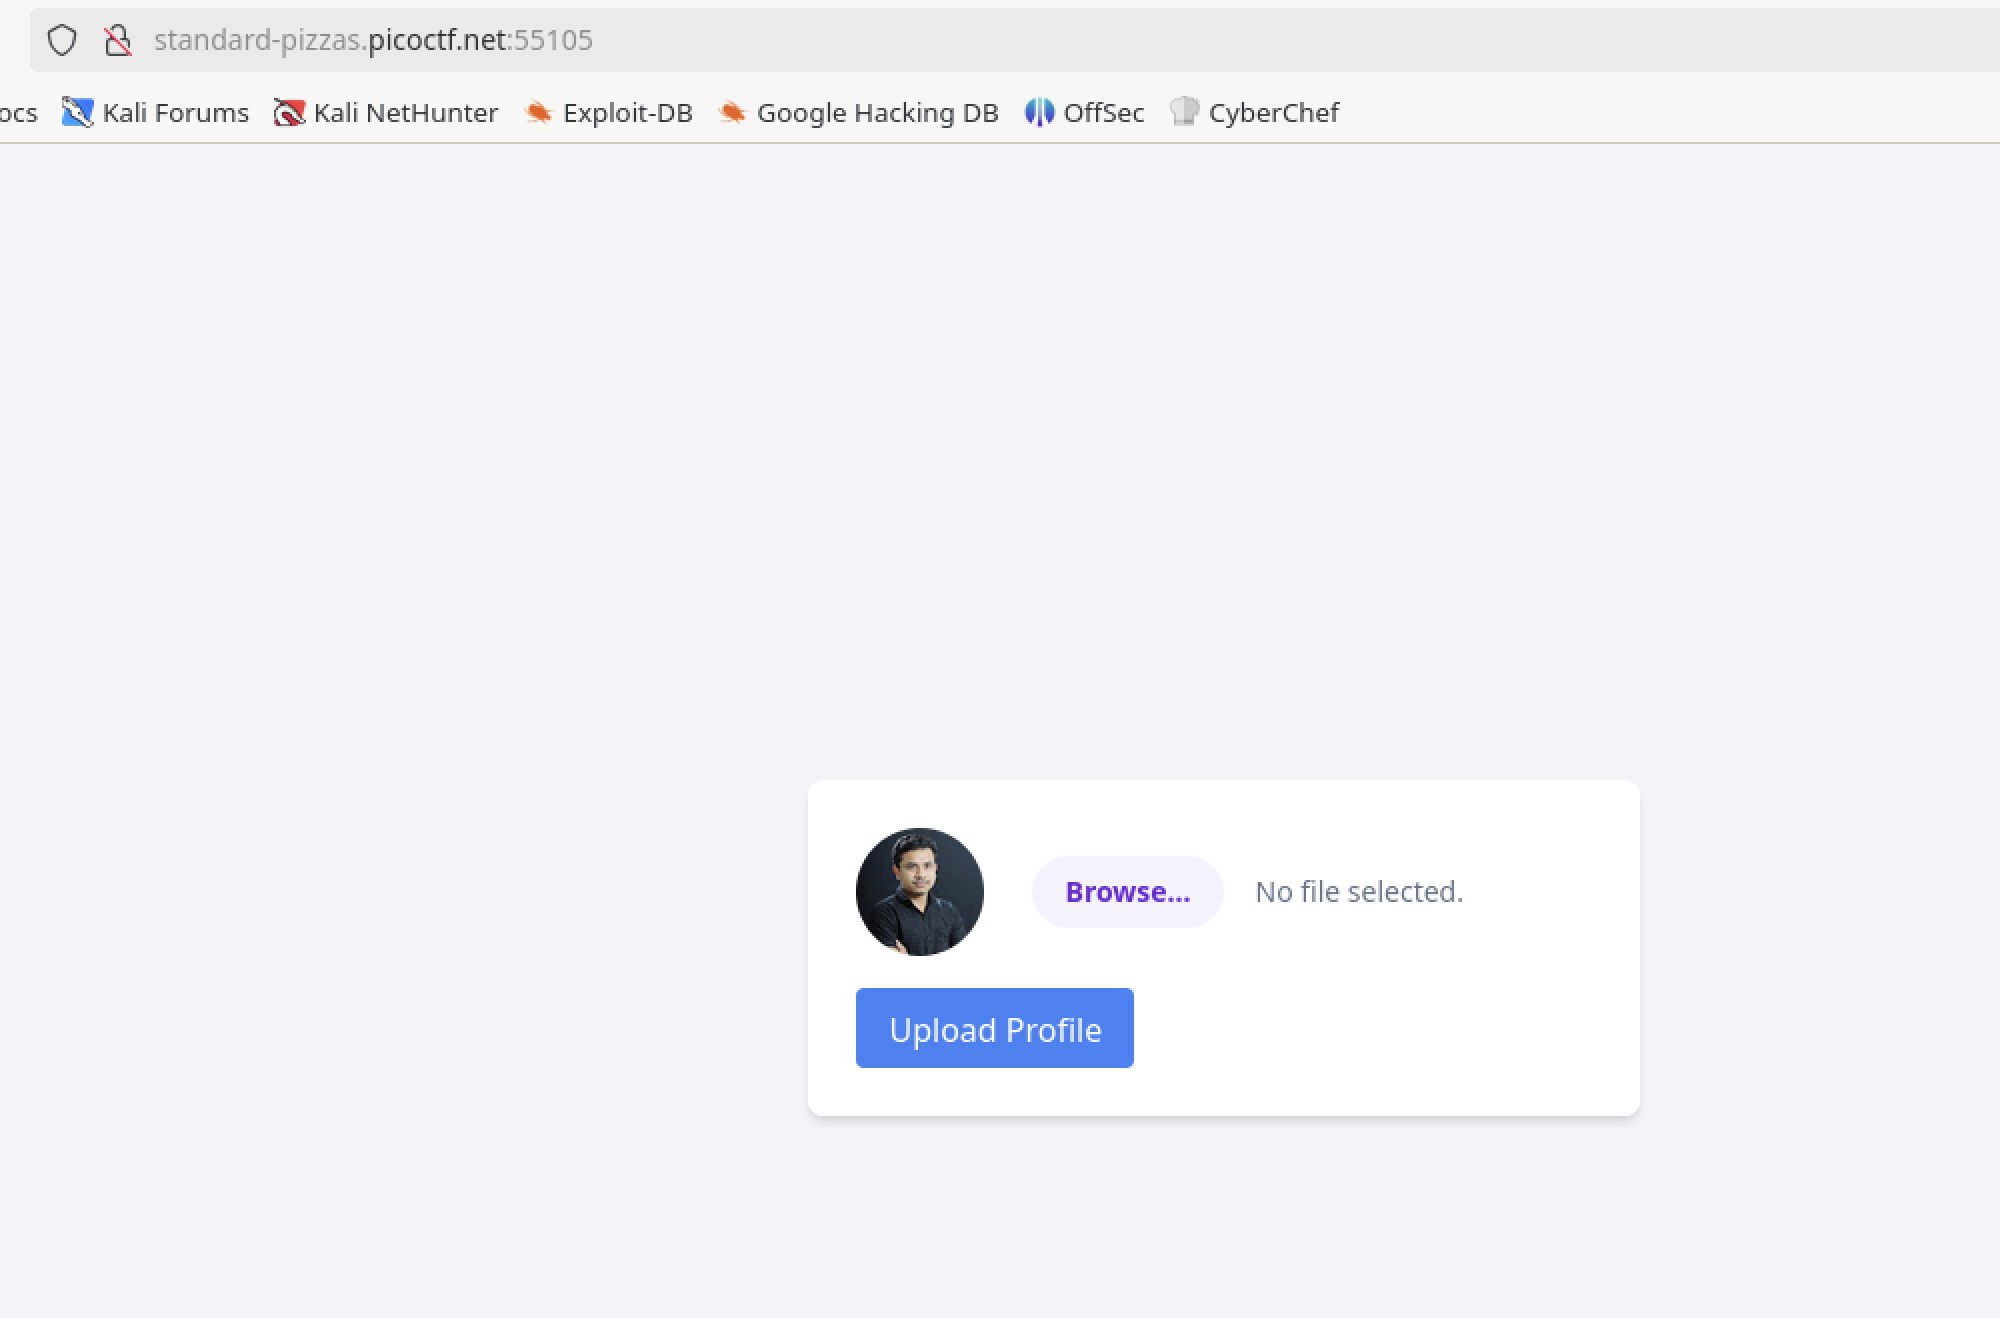 standard-pizzas.picoctf.net:55105
ocs Kali Forums Kali NetHunter Exploit-DB Google Hacking DB OffSec CyberChef
Browse... No file selected.
Upload Profile